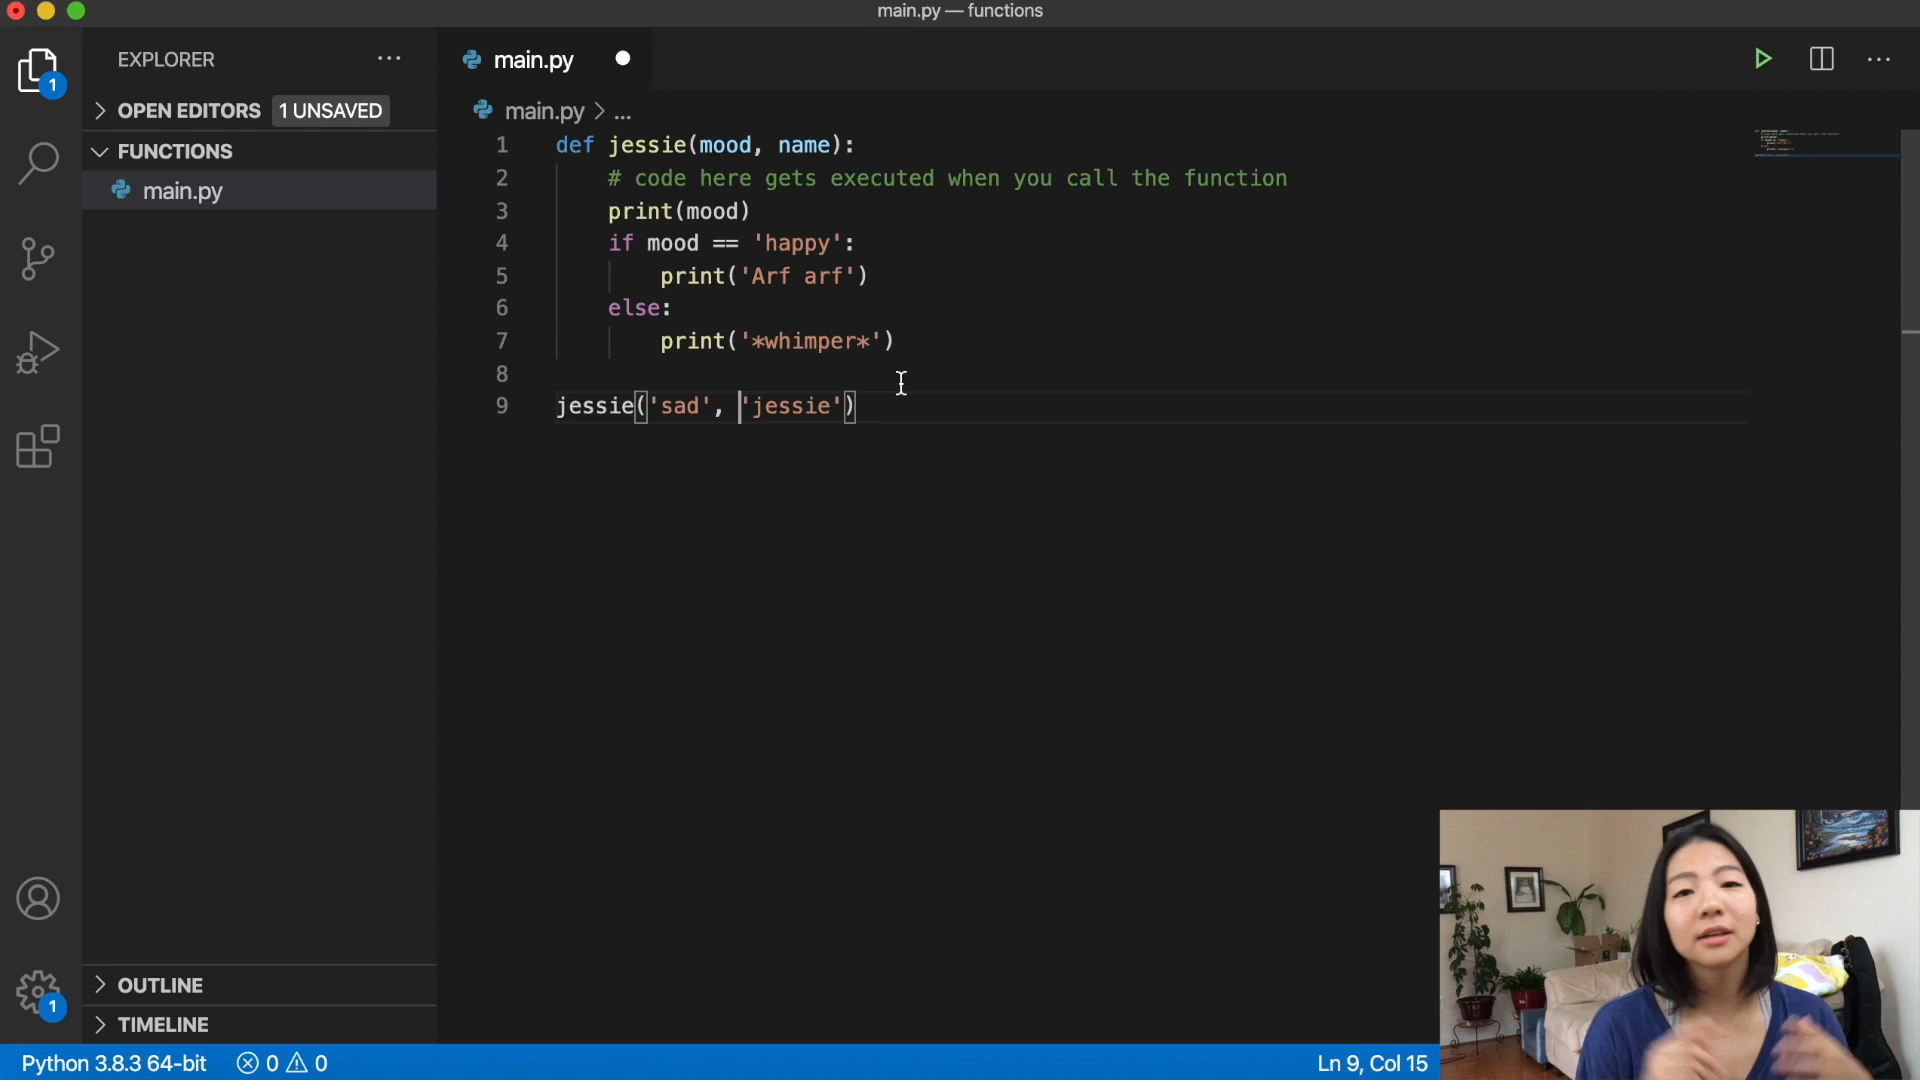 main.py — functions
EXPLORER
OPEN EDITORS 1 UNSAVED
FUNCTIONS
main.py
OUTLINE
TIMELINE
main.py
main.py > ...
1 def jessie(mood, name):
2 # code here gets executed when you call the function
3 print(mood)
4 if mood == 'happy':
5 print('Arf arf')
6 else:
7 print('*whimper*')
8
9 jessie('sad', 'jessie')
1
1
Python 3.8.3 64-bit 0 0 Ln 9, Col 15